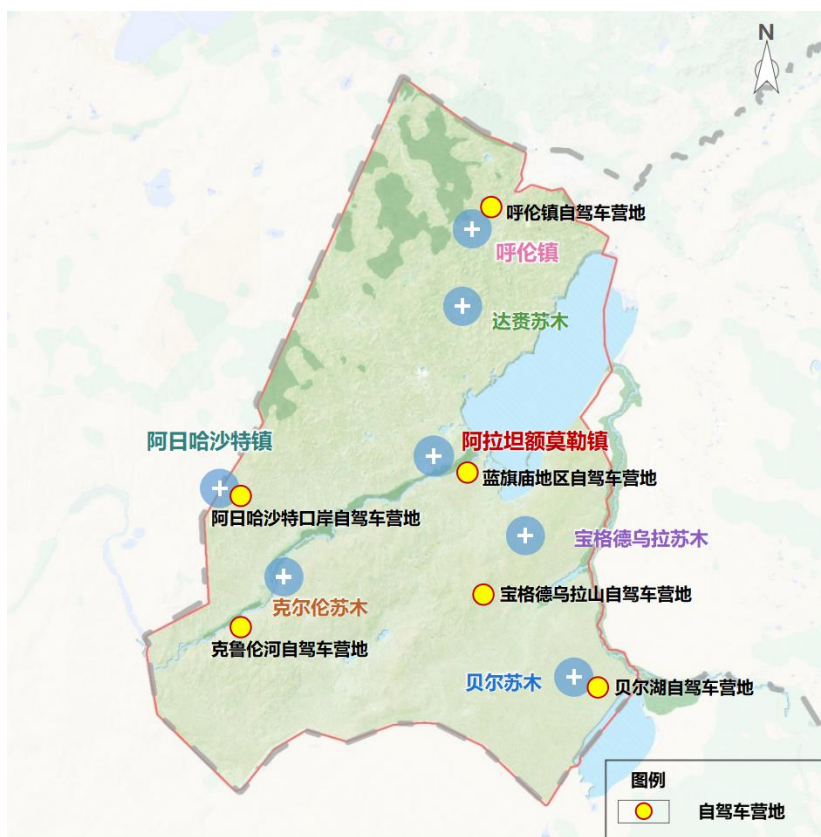 N
呼伦镇自驾车营地
呼伦镇
达赉苏木
阿日哈沙特镇
阿拉坦额莫勒镇
蓝旗庙地区自驾车营地
阿日哈沙特口岸自驾车营地
宝格德乌拉苏木
克尔伦苏木
宝格德乌拉山自驾车营地
克鲁伦河自驾车营地
贝尔苏木
贝尔湖自驾车营地
图例
自驾车营地